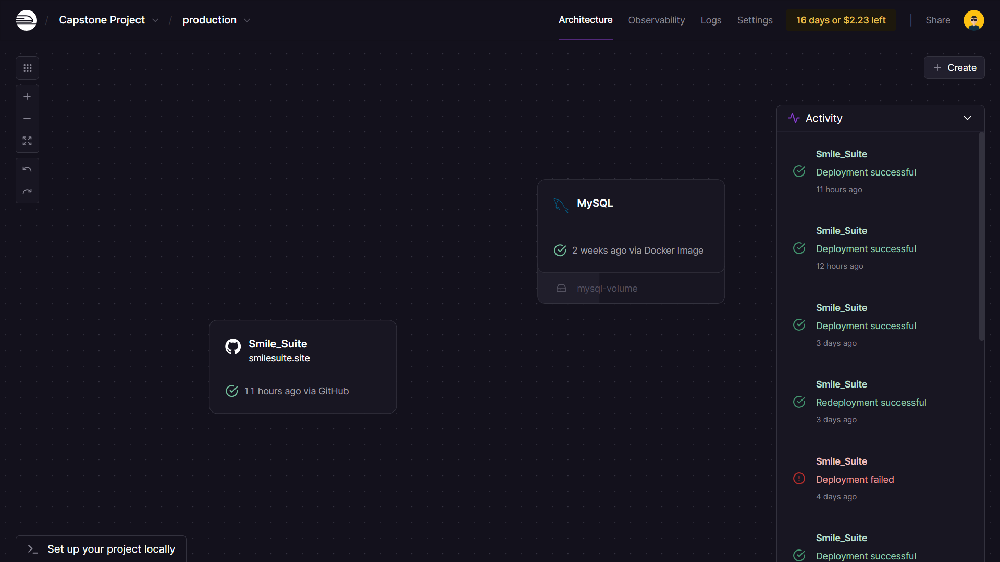 / Capstone Project / production
Architecture Observability Logs Settings 16 days or $2.23 left Share
Create
Activity
Smile_Suite
Deployment successful
11 hours ago
Smile_Suite
Deployment successful
12 hours ago
Smile_Suite
Deployment successful
3 days ago
Smile_Suite
Redeployment successful
3 days ago
Smile_Suite
Deployment failed
4 days ago
Smile_Suite
Deployment successful
MySQL
2 weeks ago via Docker Image
mysql-volume
Smile_Suite
smilesuite.site
11 hours ago via GitHub
Set up your project locally